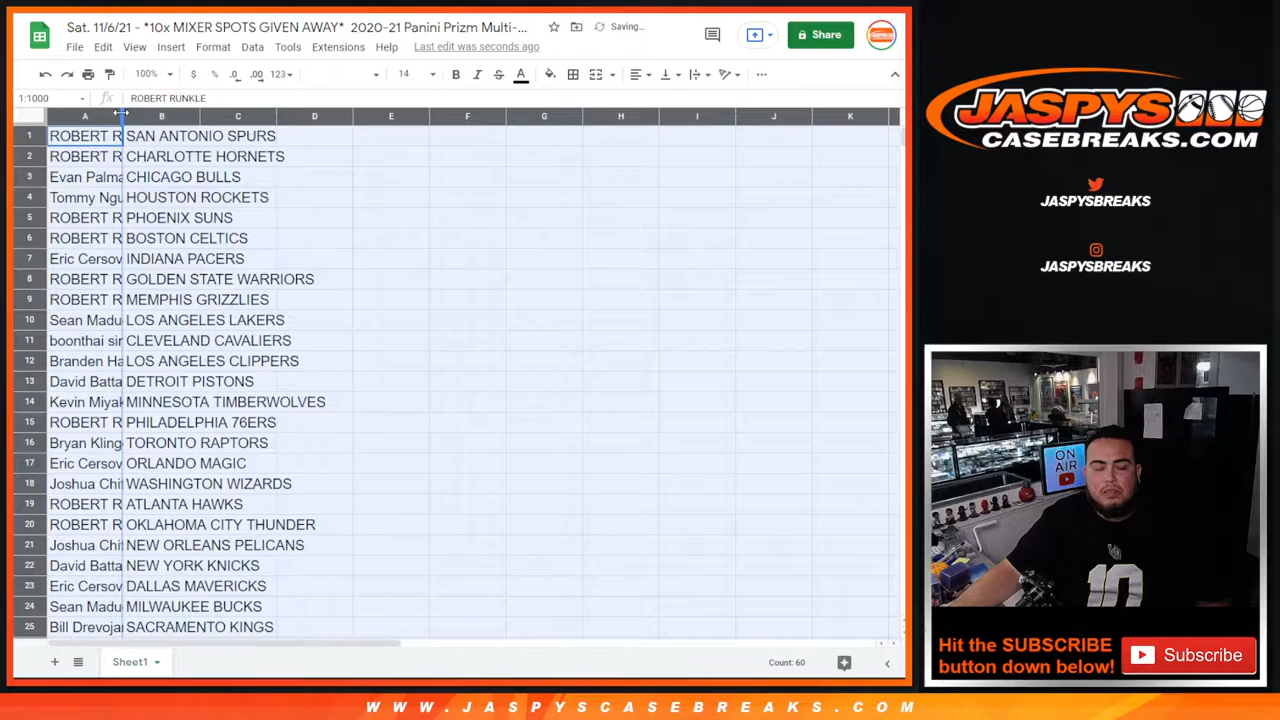 Sat. 11/6/21 - *10x MIXER SPOTS GIVEN AWAY* 2020-21 Panini Prizm Multi-...
Saving...
File Edit View Insert Format Data Tools Extensions Help Last edit was seconds ago
Share
100% $ % .0 .00 123 14 B I S A
1:1000 fx ROBERT RUNKLE
A B C D E F G H I J K
1 ROBERT R SAN ANTONIO SPURS
2 ROBERT R CHARLOTTE HORNETS
3 Evan Palma CHICAGO BULLS
4 Tommy Ngu HOUSTON ROCKETS
5 ROBERT R PHOENIX SUNS
6 ROBERT R BOSTON CELTICS
7 Eric Cersov INDIANA PACERS
8 ROBERT R GOLDEN STATE WARRIORS
9 ROBERT R MEMPHIS GRIZZLIES
10 Sean Madu LOS ANGELES LAKERS
11 boonthai sir CLEVELAND CAVALIERS
12 Branden Ha LOS ANGELES CLIPPERS
13 David Batta DETROIT PISTONS
14 Kevin Miyak MINNESOTA TIMBERWOLVES
15 ROBERT R PHILADELPHIA 76ERS
16 Bryan Kling TORONTO RAPTORS
17 Eric Cersov ORLANDO MAGIC
18 Joshua Chif WASHINGTON WIZARDS
19 ROBERT R ATLANTA HAWKS
20 ROBERT R OKLAHOMA CITY THUNDER
21 Joshua Chif NEW ORLEANS PELICANS
22 David Batta NEW YORK KNICKS
23 Eric Cersov DALLAS MAVERICKS
24 Sean Madu MILWAUKEE BUCKS
25 Bill Drevojar SACRAMENTO KINGS
Sheet1
Count: 60
JASPYS
CASEBREAKS.COM
JASPYSBREAKS
JASPYSBREAKS
ON
AIR
10
Hit the SUBSCRIBE
button down below!
Subscribe
WWW.JASPYSCASEBREAKS.COM